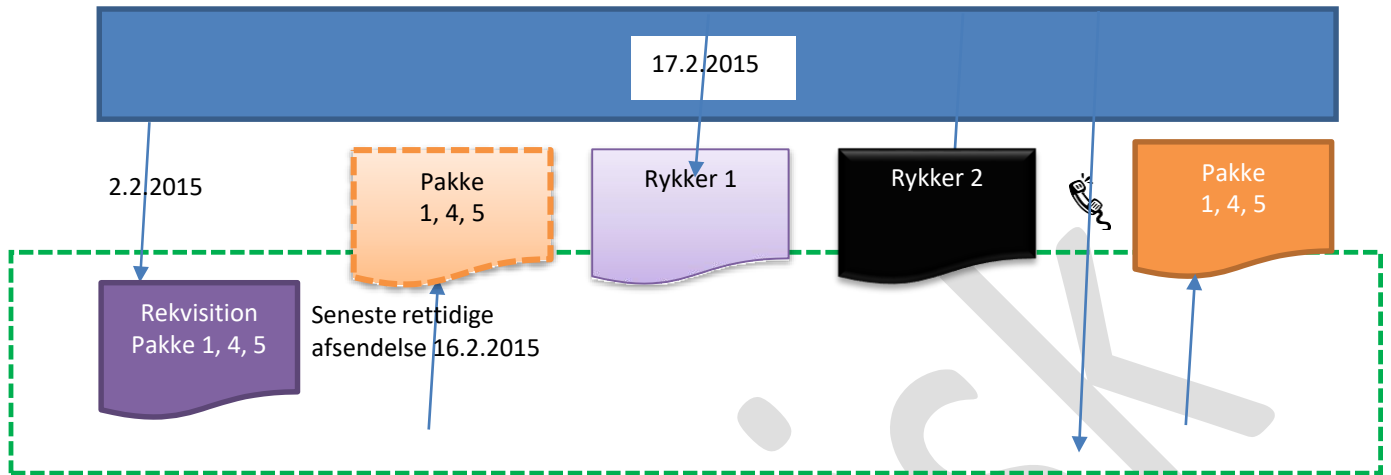 17.2.2015
2.2.2015
Pakke
1, 4, 5
Rykker 1
Rykker 2
Pakke
1, 4, 5
Rekvisition
Pakke 1, 4, 5
Seneste rettidige
afsendelse 16.2.2015